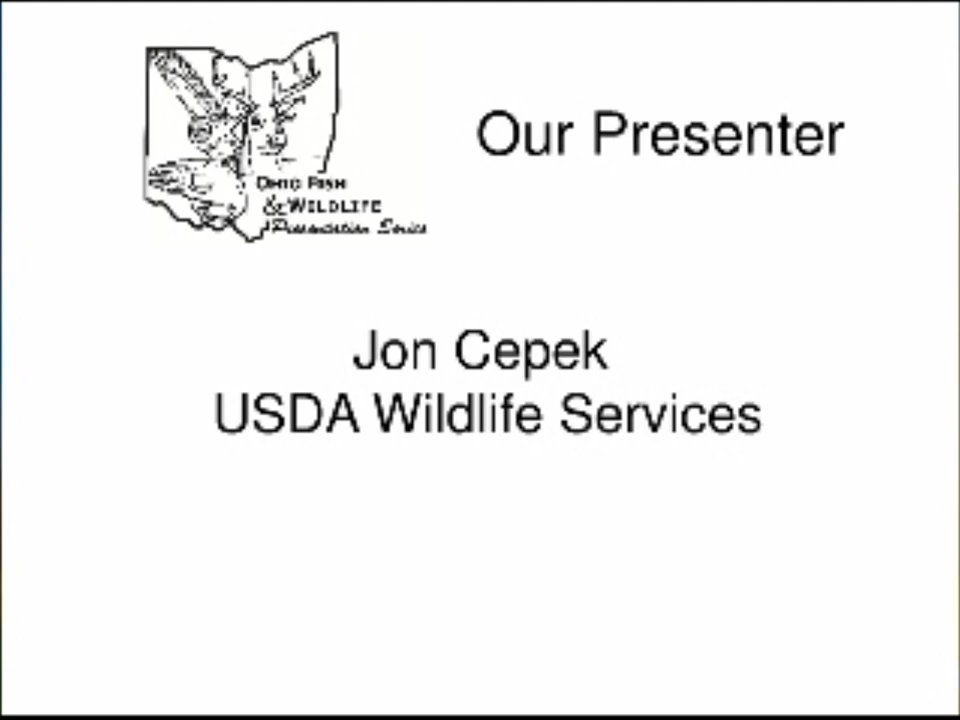 Our Presenter
OHIO FISH
& WILDLIFE
Presentation Series
Jon Cepek
USDA Wildlife Services